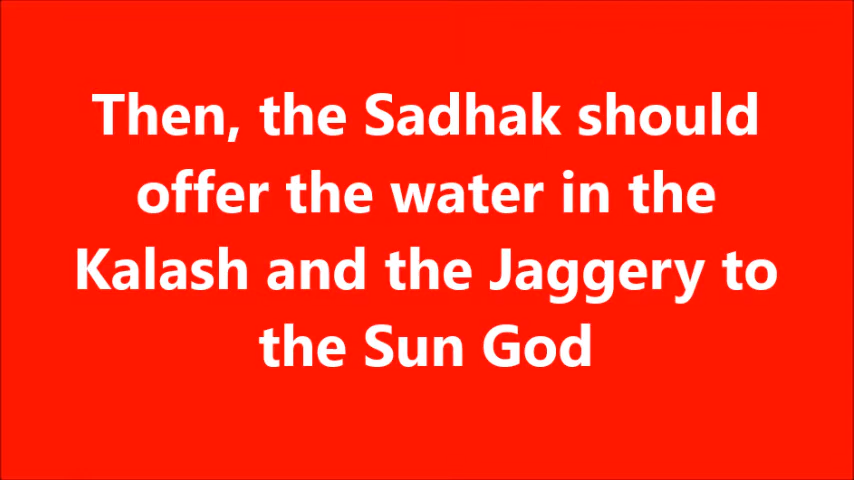 Then, the Sadhak should
offer the water in the
Kalash and the Jaggery to
the Sun God